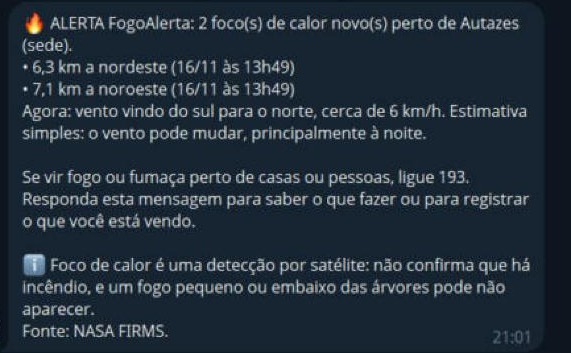 🔥 ALERTA FogoAlerta: 2 foco(s) de calor novo(s) perto de Autazes
(sede).
• 6,3 km a nordeste (16/11 às 13h49)
• 7,1 km a noroeste (16/11 às 13h49)
Agora: vento vindo do sul para o norte, cerca de 6 km/h. Estimativa
simples: o vento pode mudar, principalmente à noite.
Se vir fogo ou fumaça perto de casas ou pessoas, ligue 193.
Responda esta mensagem para saber o que fazer ou para registrar
o que você está vendo.
ℹ️ Foco de calor é uma detecção por satélite: não confirma que há
incêndio, e um fogo pequeno ou embaixo das árvores pode não
aparecer.
Fonte: NASA FIRMS.
21:01